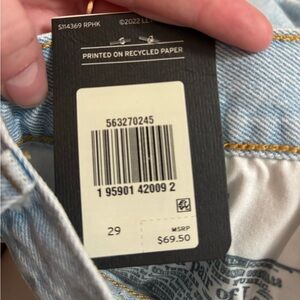 S114369 RPHK
©2022 L
PRINTED ON RECYCLED PAPER
563270245
1 95901 42009 2
29
MSRP
$69.50